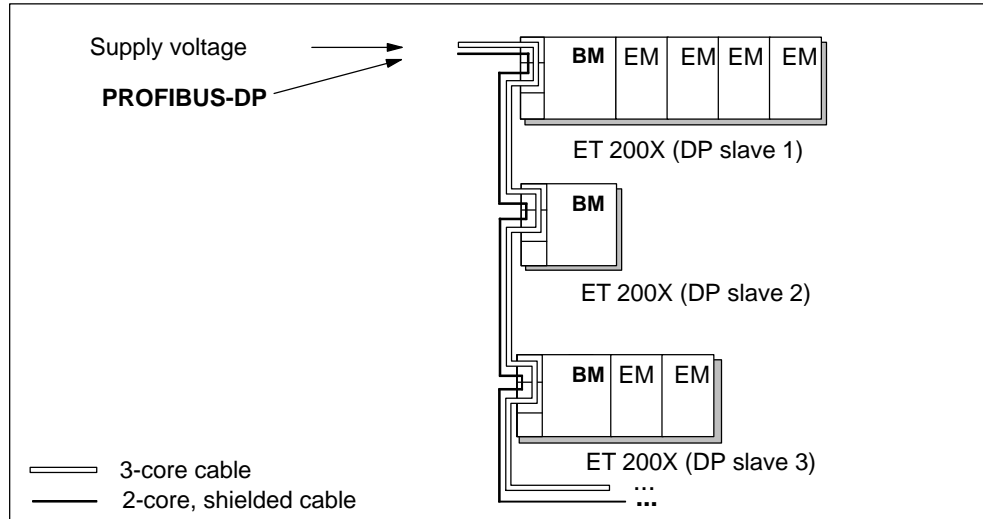 Supply voltage
PROFIBUS-DP
BM EM EM EM EM
ET 200X (DP slave 1)
BM
ET 200X (DP slave 2)
BM EM EM
ET 200X (DP slave 3)
3-core cable ...
2-core, shielded cable ...